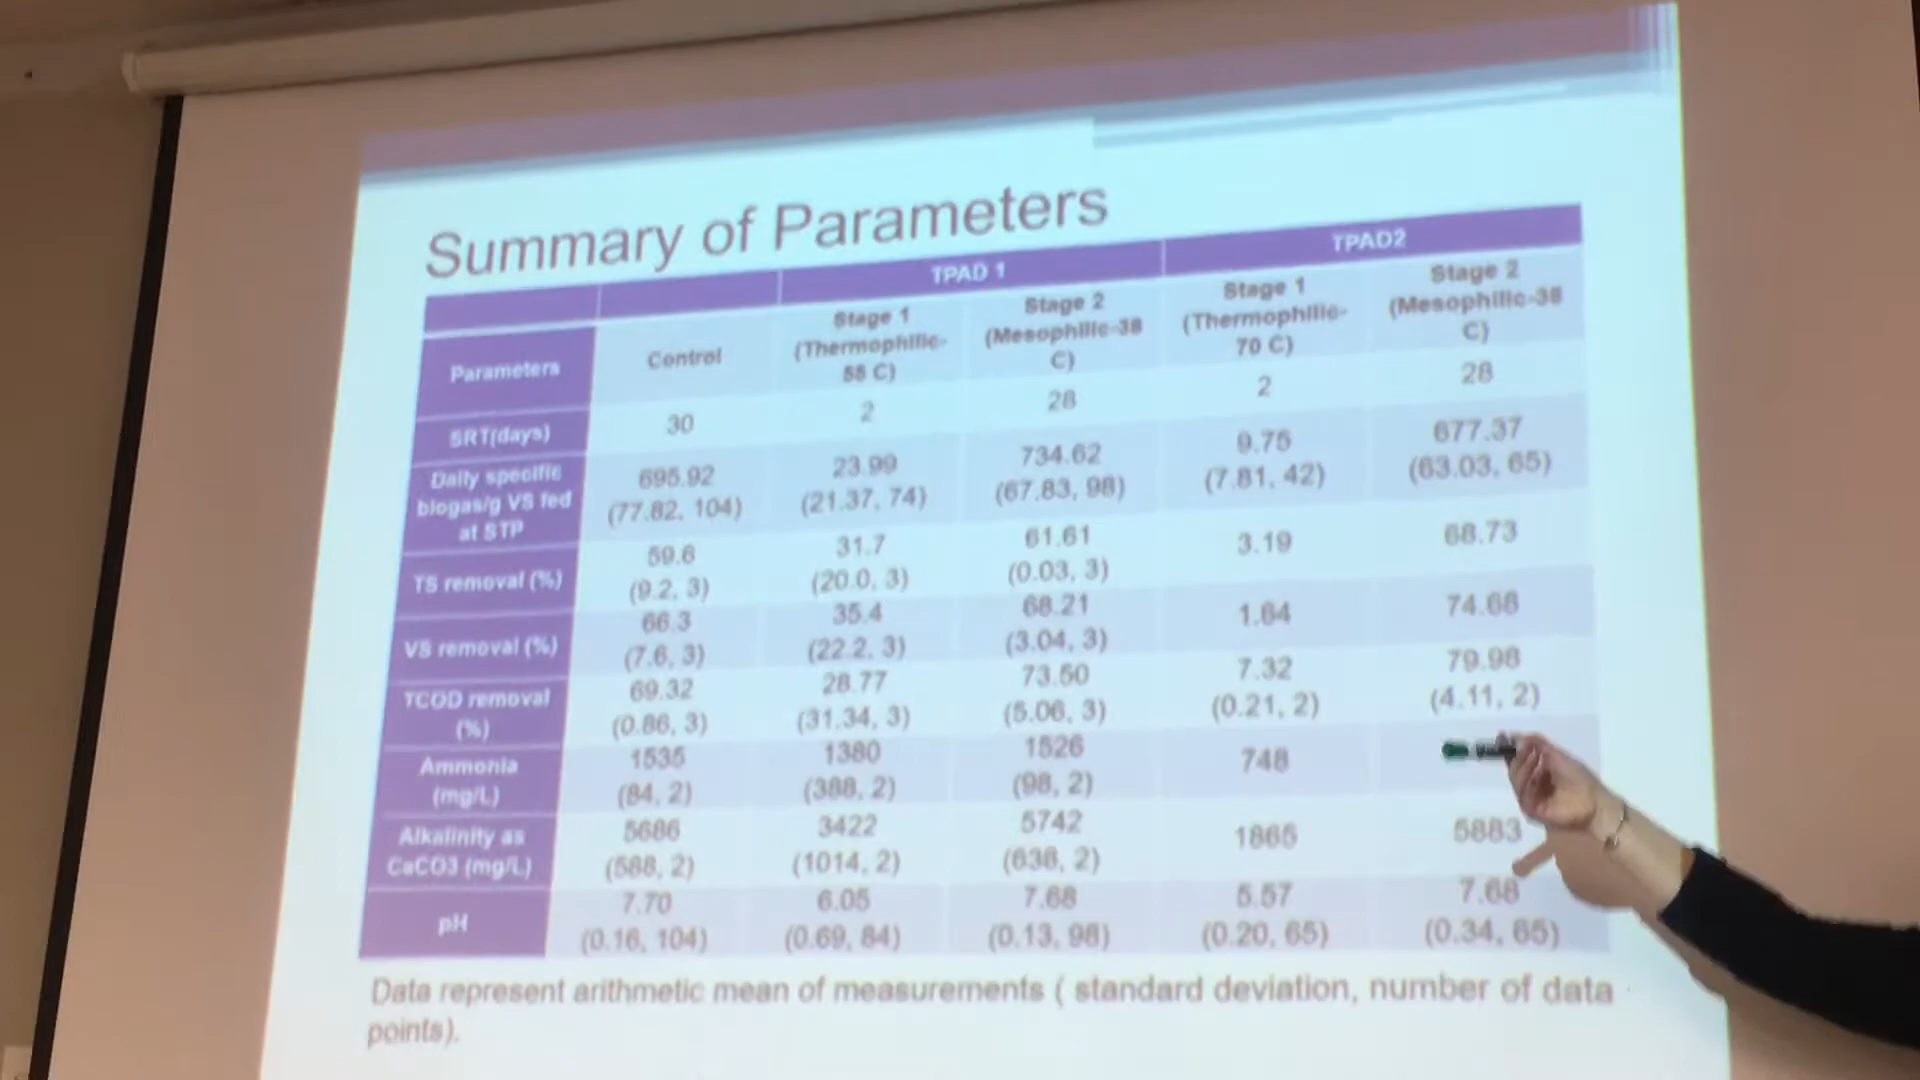 Summary of Parameters
TPAD 1 TPAD2
Parameters Control Stage 1 (Thermophilic-55 C) Stage 2 (Mesophilic-38 C) Stage 1 (Thermophilic-70 C) Stage 2 (Mesophilic-38 C)
SRT(days) 30 2 28 2 28
Daily specific biogas/g VS fed at STP 695.92 (77.82, 104) 23.99 (21.37, 74) 734.62 (67.83, 98) 9.75 (7.81, 42) 677.37 (63.03, 65)
TS removal (%) 59.6 (9.2, 3) 31.7 (20.0, 3) 61.61 (0.03, 3) 3.19 68.73
VS removal (%) 66.3 (7.6, 3) 35.4 (22.2, 3) 68.21 (3.04, 3) 1.64 74.68
TCOD removal (%) 69.32 (0.86, 3) 28.77 (31.34, 3) 73.50 (5.06, 3) 7.32 (0.21, 2) 79.98 (4.11, 2)
Ammonia (mg/L) 1535 (84, 2) 1380 (388, 2) 1526 (98, 2) 748
Alkalinity as CaCO3 (mg/L) 5686 (588, 2) 3422 (1014, 2) 5742 (638, 2) 1865 5883
pH 7.70 (0.16, 104) 6.05 (0.69, 84) 7.68 (0.13, 98) 5.57 (0.20, 65) 7.68 (0.34, 65)
Data represent arithmetic mean of measurements ( standard deviation, number of data
points).